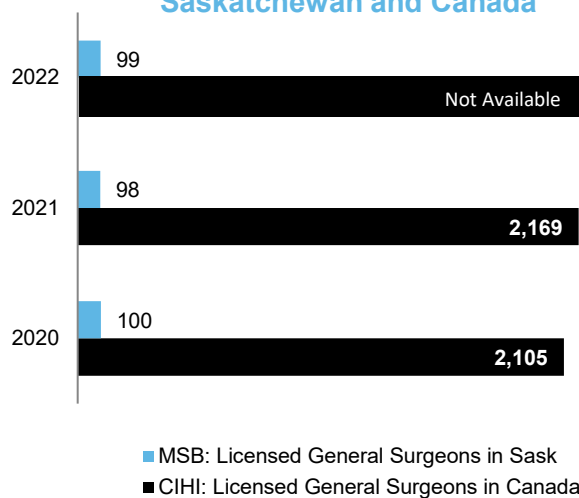 Saskatchewan and Canada
2022
99
Not Available
2021
98
2,169
2020
100
2,105
MSB: Licensed General Surgeons in Sask
CIHI: Licensed General Surgeons in Canada